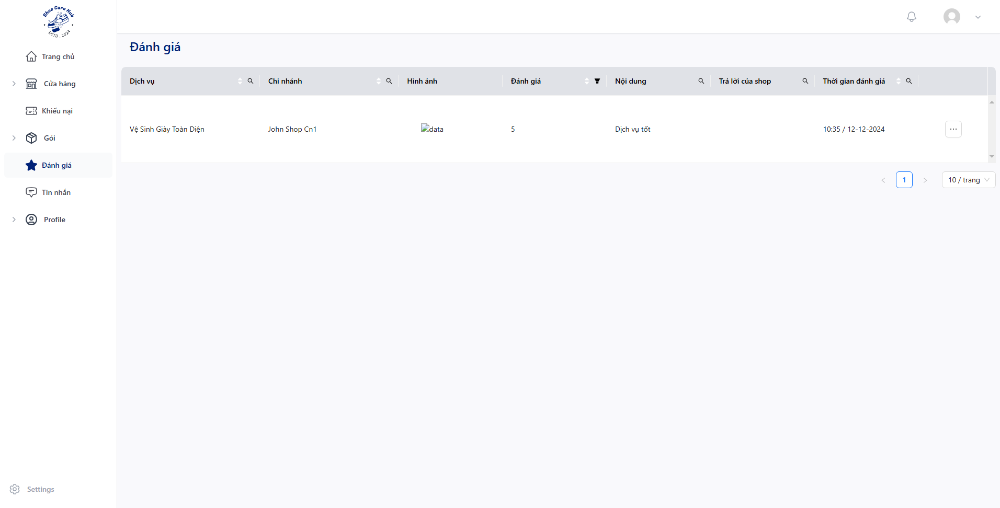 Shoe Care Hub
ESTD . 2024
Trang chủ
Cửa hàng
Khiếu nại
Gói
Đánh giá
Tin nhắn
Profile
Settings
Đánh giá
Dịch vụ Chi nhánh Hình ảnh Đánh giá Nội dung Trả lời của shop Thời gian đánh giá
Vệ Sinh Giày Toàn Diện John Shop Cn1 data 5 Dịch vụ tốt 10:35 / 12-12-2024
1 10 / trang